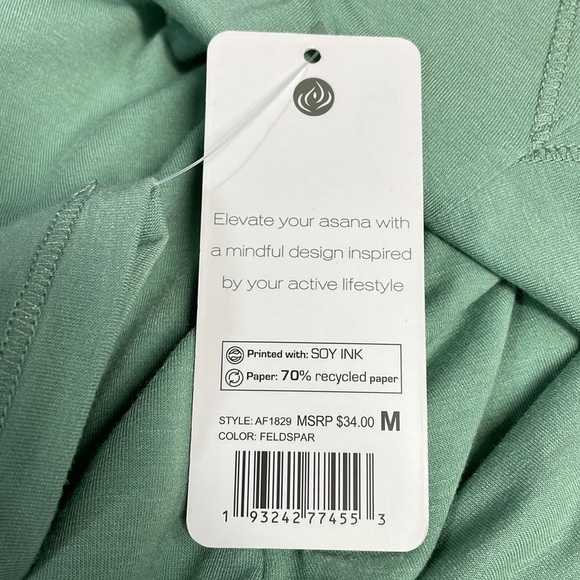 Elevate your asana with
a mindful design inspired
by your active lifestyle
Printed with: SOY INK
Paper: 70% recycled paper
STYLE: AF1829 MSRP $34.00 M
COLOR: FELDSPAR
1 93242 77455 3